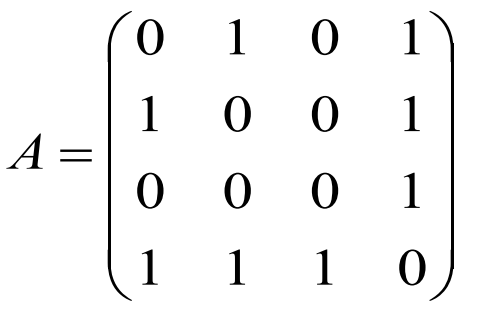 0 1 0 1
1 0 0 1
A =
0 0 0 1
1 1 1 0